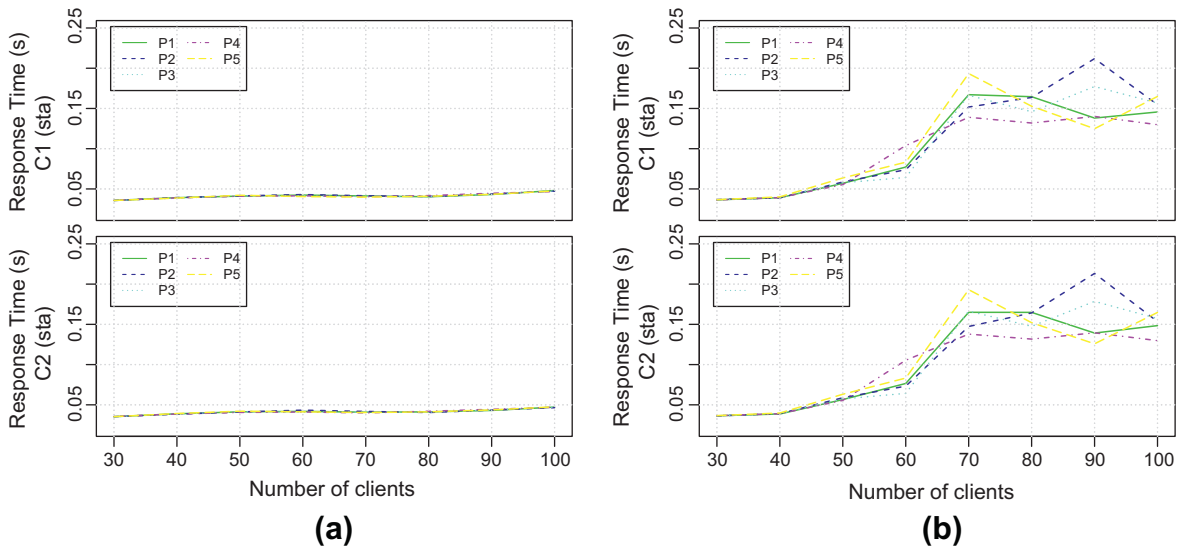 Response Time (s)
C1 (sta)
0.05 0.15 0.25
P1 P4
P2 P5
P3
Response Time (s)
C2 (sta)
0.05 0.15 0.25
P1 P4
P2 P5
P3
30 40 50 60 70 80 90 100
Number of clients
(a)
Response Time (s)
C1 (sta)
0.05 0.15 0.25
P1 P4
P2 P5
P3
Response Time (s)
C2 (sta)
0.05 0.15 0.25
P1 P4
P2 P5
P3
30 40 50 60 70 80 90 100
Number of clients
(b)